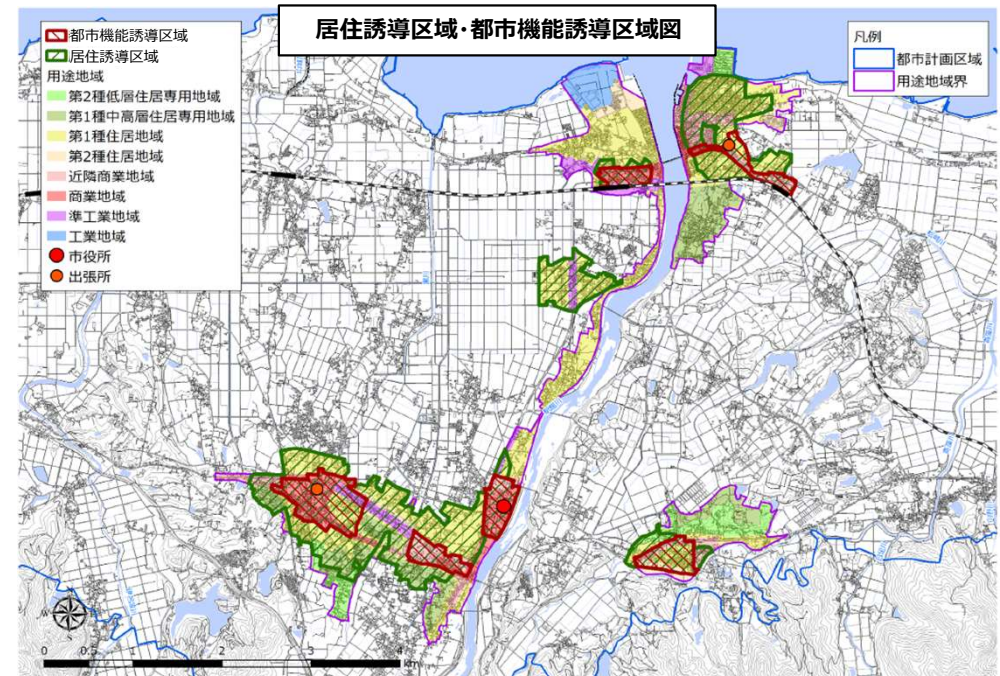 居住誘導区域・都市機能誘導区域図
都市機能誘導区域
居住誘導区域
用途地域
第2種低層住居専用地域
第1種中高層住居専用地域
第1種住居地域
第2種住居地域
近隣商業地域
商業地域
準工業地域
工業地域
市役所
出張所
凡例
都市計画区域
用途地域界
0 0.5 1 2 3 4
km